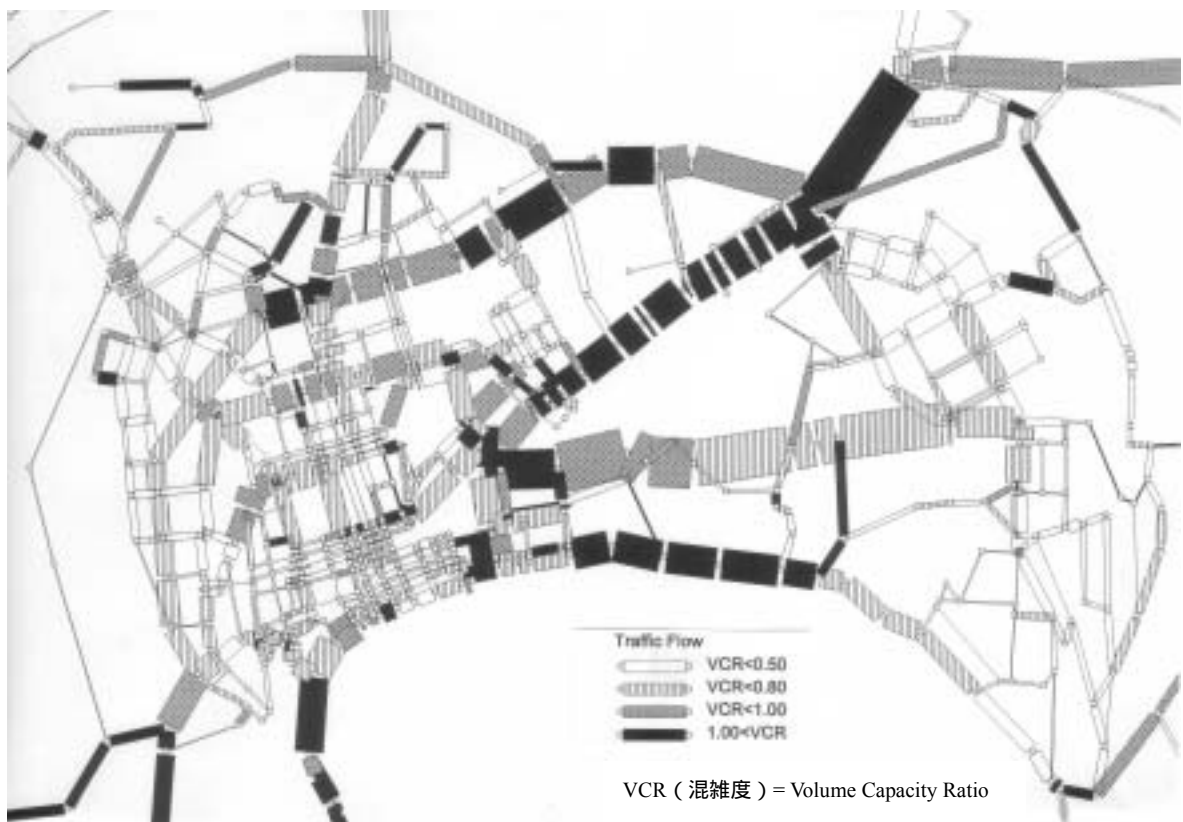 Traffic Flow
VCR<0.50
VCR<0.80
VCR<1.00
1.00<VCR
VCR（混雑度）= Volume Capacity Ratio